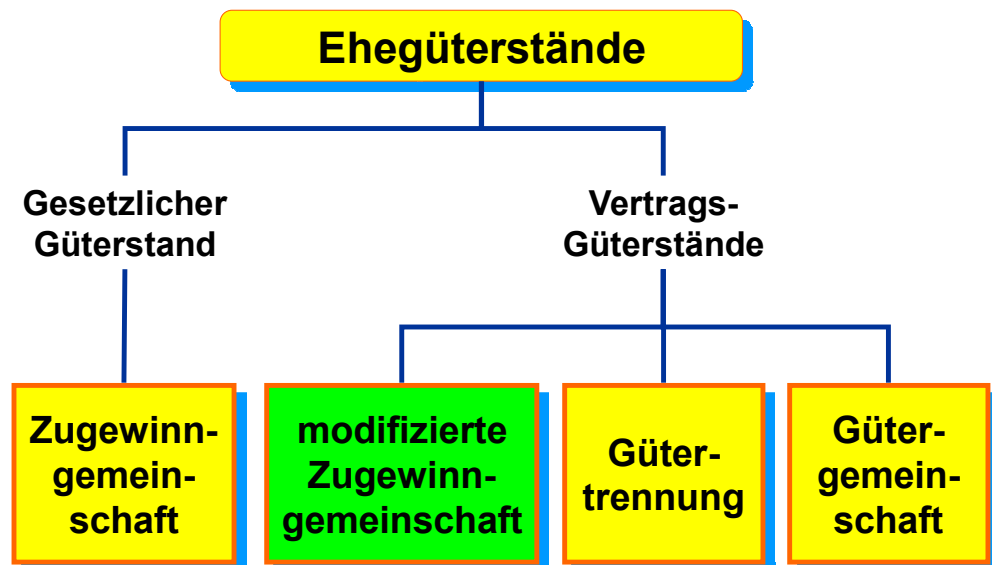 Ehegüterstände
Gesetzlicher
Güterstand
Vertrags-
Güterstände
Zugewinn-
gemein-
schaft
modifizierte
Zugewinn-
gemeinschaft
Güter-
trennung
Güter-
gemein-
schaft